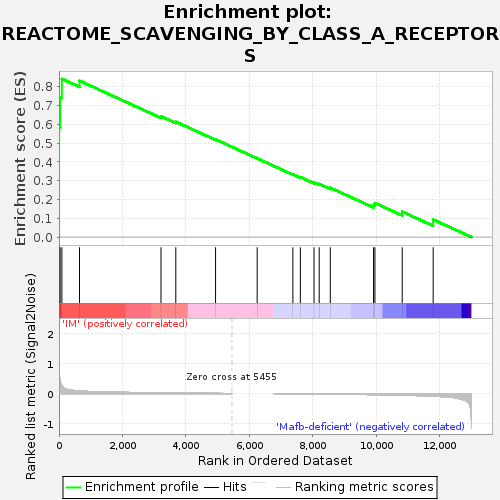 Enrichment plot:
REACTOME_SCAVENGING_BY_CLASS_A_RECEPTOR
S
Enrichment score (ES)
0.8
0.7
0.6
0.5
0.4
0.3
0.2
0.1
0.0
'IM' (positively correlated)
Ranked list metric (Signal2Noise)
2
1
0
-1
Zero cross at 5455
'Mafb-deficient' (negatively correlated)
0 2,000 4,000 6,000 8,000 10,000 12,000
Rank in Ordered Dataset
Enrichment profile Hits Ranking metric scores